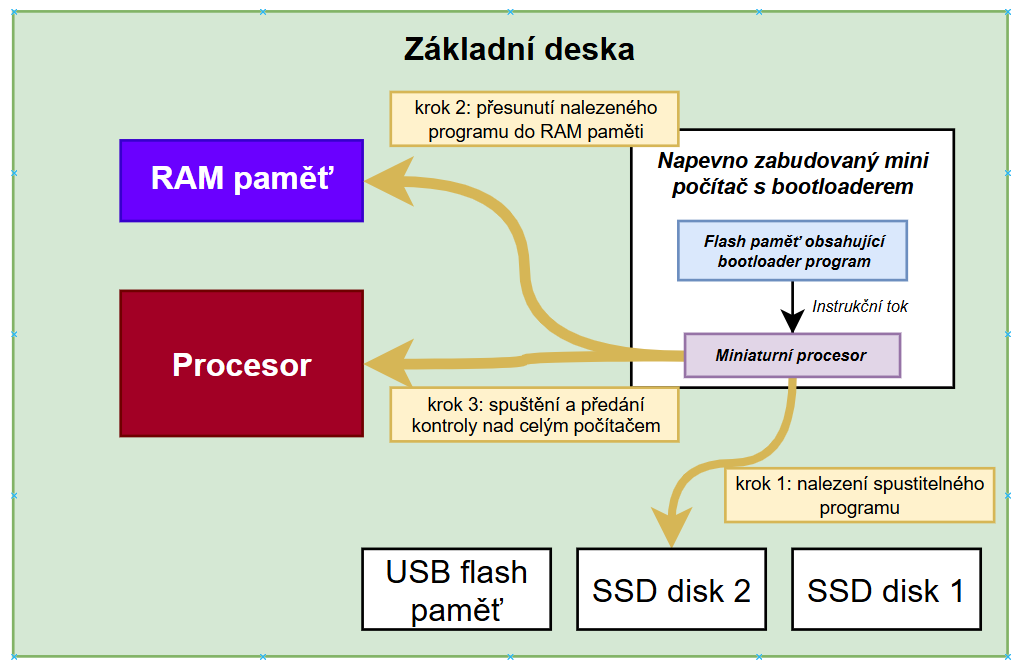 Základní deska
krok 2: přesunutí nalezeného
programu do RAM paměti
RAM paměť
Napevno zabudovaný mini
počítač s bootloaderem
Flash paměť obsahující
bootloader program
Instrukční tok
Miniaturní procesor
Procesor
krok 3: spuštění a předání
kontroly nad celým počítačem
krok 1: nalezení spustitelného
programu
USB flash
paměť
SSD disk 2
SSD disk 1